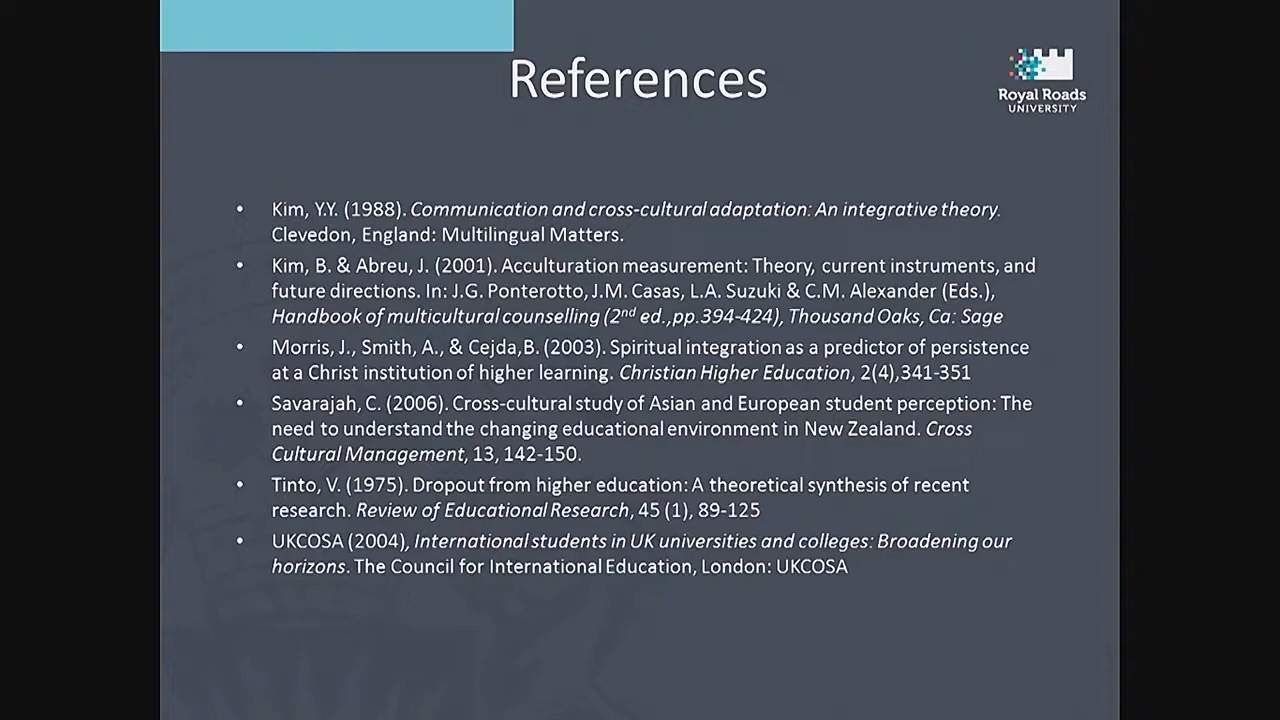 References
Royal Roads
UNIVERSITY
• Kim, Y.Y. (1988). Communication and cross-cultural adaptation: An integrative theory.
Clevedon, England: Multilingual Matters.
• Kim, B. & Abreu, J. (2001). Acculturation measurement: Theory, current instruments, and
future directions. In: J.G. Ponterotto, J.M. Casas, L.A. Suzuki & C.M. Alexander (Eds.),
Handbook of multicultural counselling (2nd ed.,pp.394-424), Thousand Oaks, Ca: Sage
• Morris, J., Smith, A., & Cejda,B. (2003). Spiritual integration as a predictor of persistence
at a Christ institution of higher learning. Christian Higher Education, 2(4),341-351
• Savarajah, C. (2006). Cross-cultural study of Asian and European student perception: The
need to understand the changing educational environment in New Zealand. Cross
Cultural Management, 13, 142-150.
• Tinto, V. (1975). Dropout from higher education: A theoretical synthesis of recent
research. Review of Educational Research, 45 (1), 89-125
• UKCOSA (2004), International students in UK universities and colleges: Broadening our
horizons. The Council for International Education, London: UKCOSA